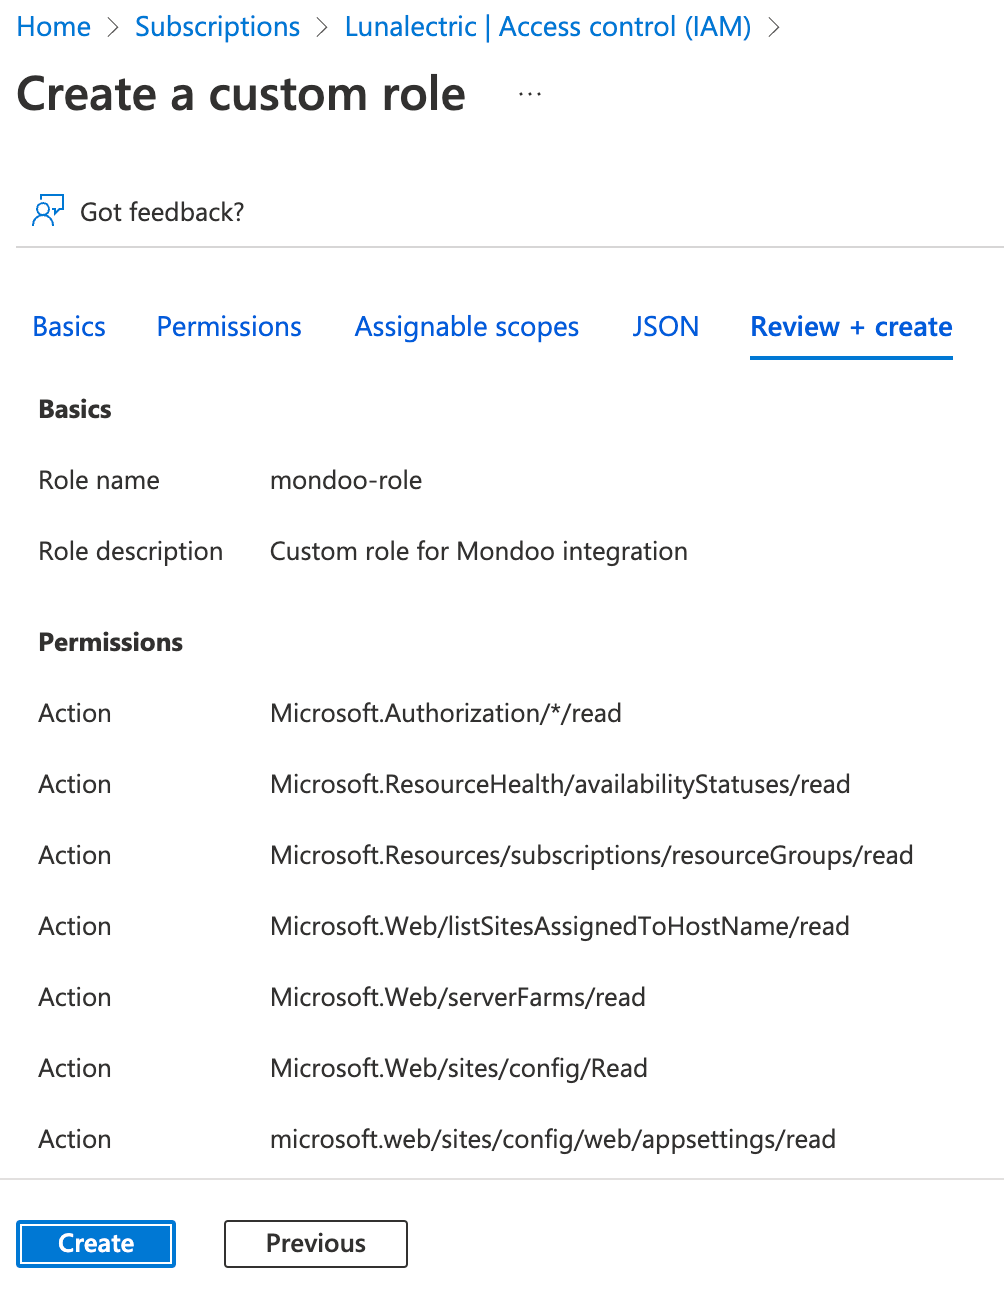 Home > Subscriptions > Lunalectric | Access control (IAM) >
Create a custom role ...
Got feedback?
Basics Permissions Assignable scopes JSON Review + create
Basics
Role name mondoo-role
Role description Custom role for Mondoo integration
Permissions
Action Microsoft.Authorization/*/read
Action Microsoft.ResourceHealth/availabilityStatuses/read
Action Microsoft.Resources/subscriptions/resourceGroups/read
Action Microsoft.Web/listSitesAssignedToHostName/read
Action Microsoft.Web/serverFarms/read
Action Microsoft.Web/sites/config/Read
Action microsoft.web/sites/config/web/appsettings/read
Create Previous